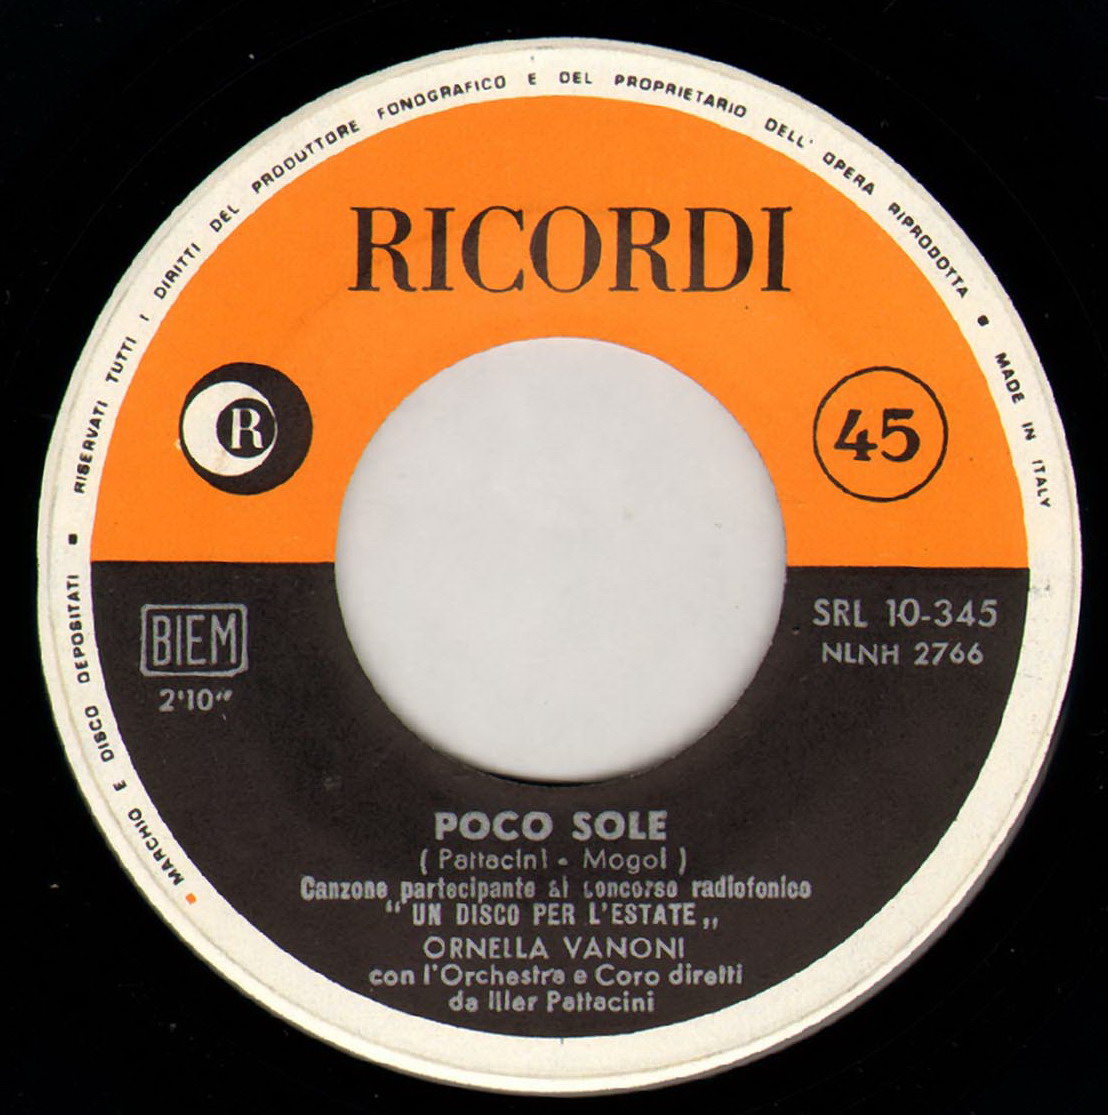 MARCHIO E DISCO DEPOSITATI • RISERVATI TUTTI I DIRITTI DEL PRODUTTORE FONOGRAFICO E DEL PROPRIETARIO DELL' OPERA RIPRODOTTA • MADE IN ITALY
RICORDI
R
45
BIEM
2'10"
SRL 10-345
NLNH 2766
POCO SOLE
( Pattacini - Mogol )
Canzone partecipante al concorso radiofonico
“ UN DISCO PER L'ESTATE „
ORNELLA VANONI
con l'Orchestra e Coro diretti
da Iller Pattacini